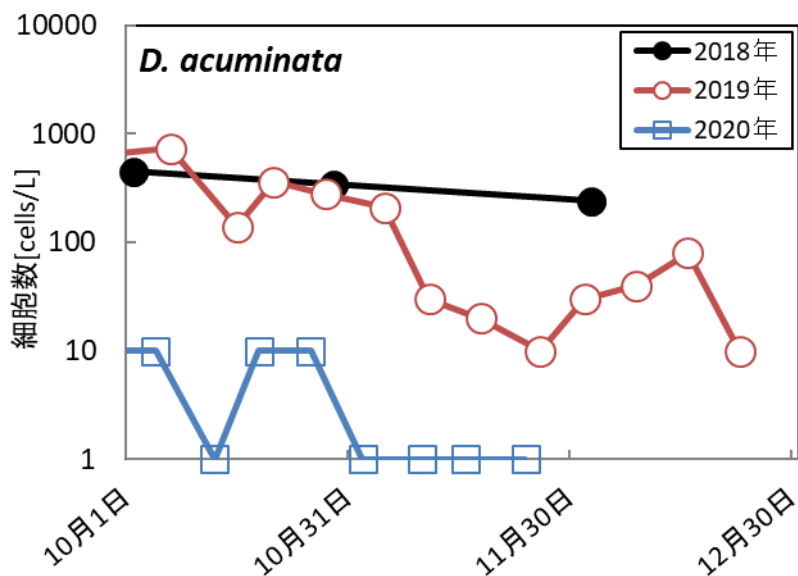 10000
1000
100
10
1
細胞数[cells/L]
D. acuminata
2018年
2019年
2020年
10月1日
10月31日
11月30日
12月30日